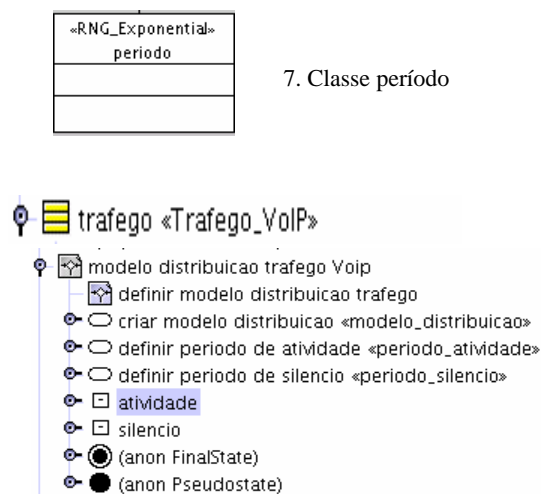 «RNG_Exponential»
periodo
7. Classe período
trafego «Trafego_VoIP»
modelo distribuicao trafego Voip
definir modelo distribuicao trafego
criar modelo distribuicao «modelo_distribuicao»
definir periodo de atividade «periodo_atividade»
definir periodo de silencio «periodo_silencio»
atividade
silencio
(anon FinalState)
(anon Pseudostate)